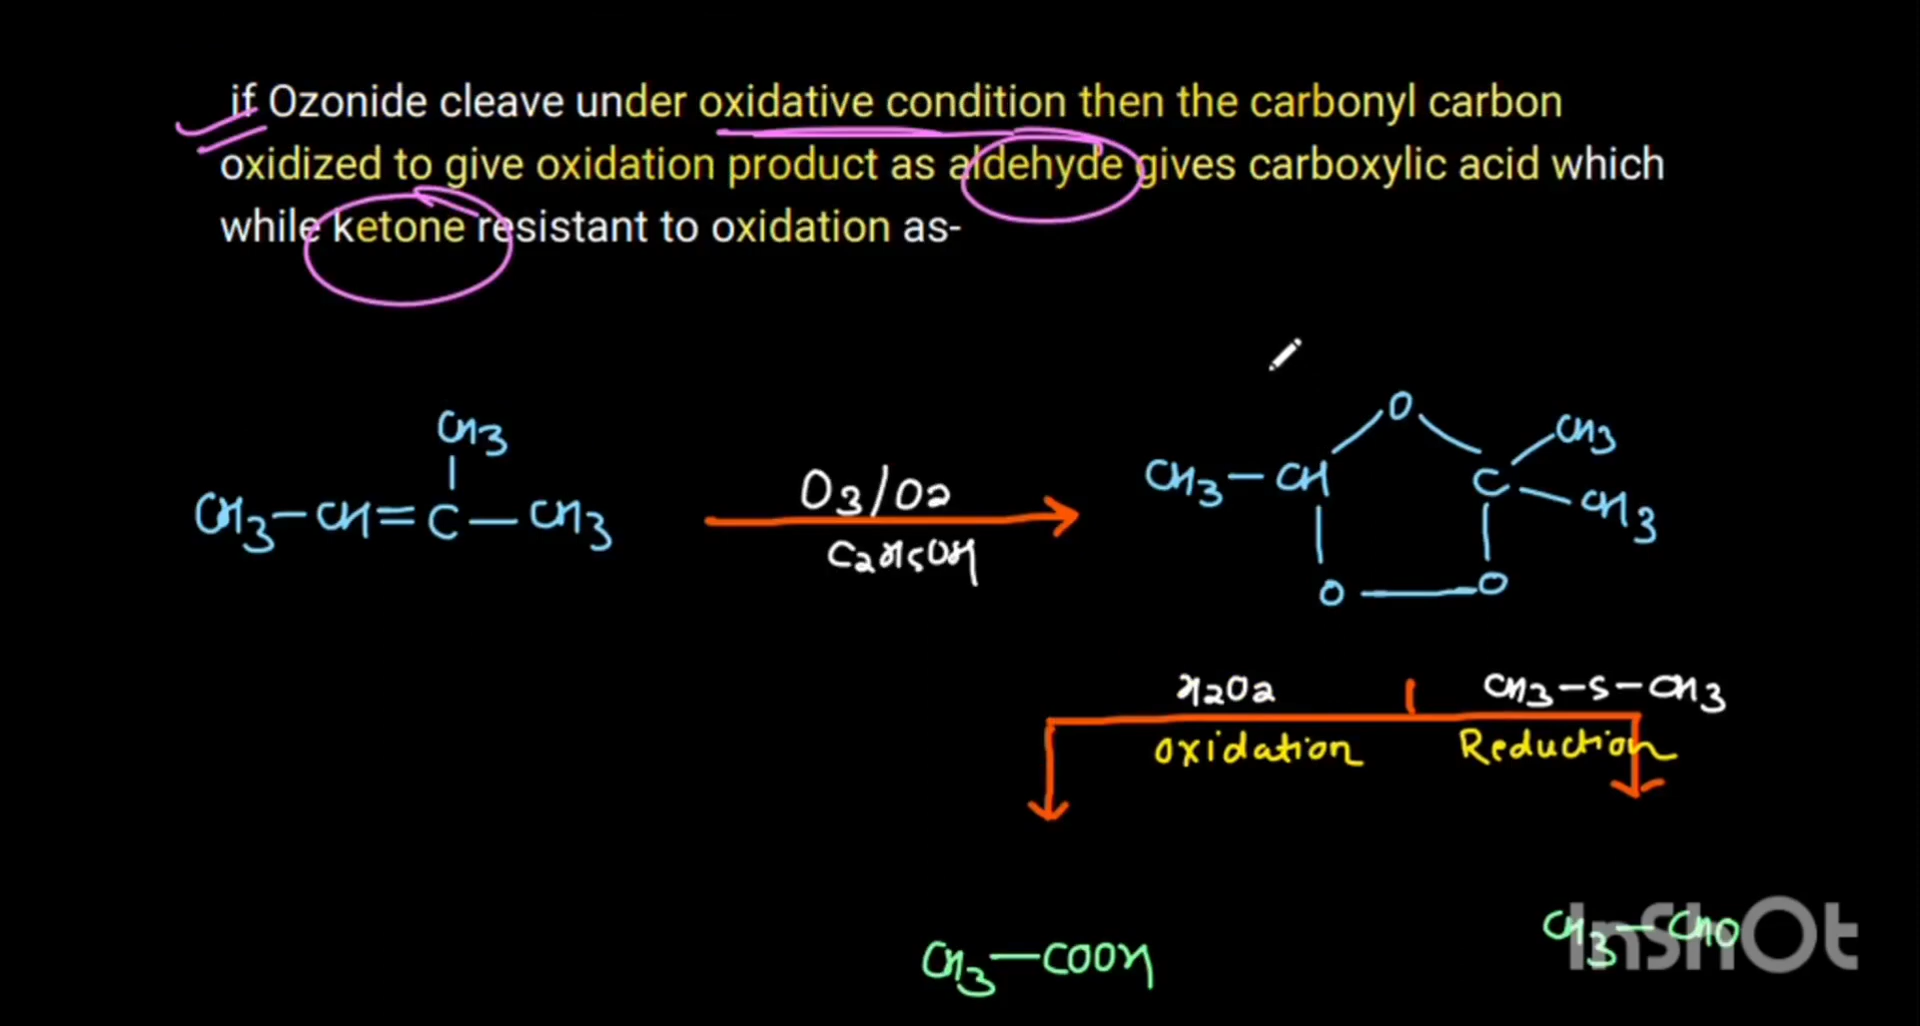 if Ozonide cleave under oxidative condition then the carbonyl carbon
oxidized to give oxidation product as aldehyde gives carboxylic acid which
while ketone resistant to oxidation as-
CH3
CH3-CH=C-CH3
O3/O2
C2H5OH
O
CH3-CH
C
CH3
CH3
O
O
H2O2
CH3-S-CH3
oxidation
Reduction
CH3-COOH
CH3-CHO
InShOt